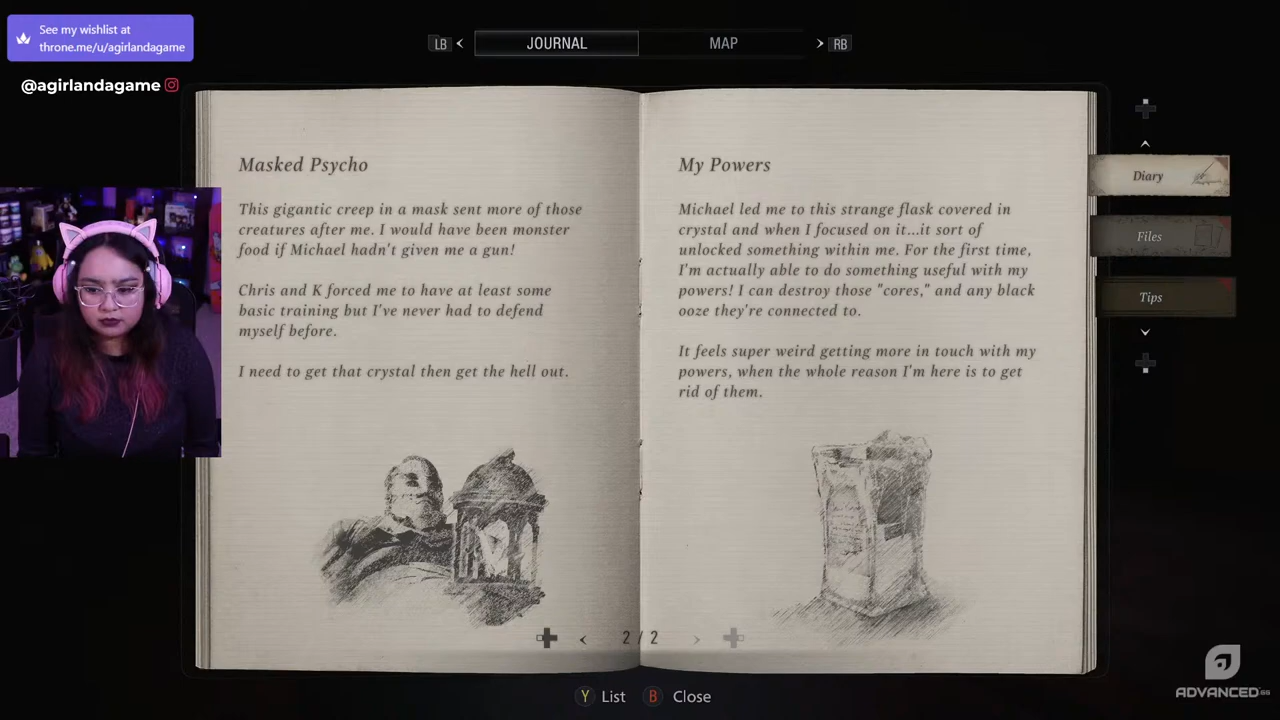 See my wishlist at
throne.me/u/agirlandagame
@agirlandagame
LB
JOURNAL
MAP
RB
Masked Psycho
This gigantic creep in a mask sent more of those
creatures after me. I would have been monster
food if Michael hadn't given me a gun!
Chris and K forced me to have at least some
basic training but I've never had to defend
myself before.
I need to get that crystal then get the hell out.
My Powers
Michael led me to this strange flask covered in
crystal and when I focused on it...it sort of
unlocked something within me. For the first time,
I'm actually able to do something useful with my
powers! I can destroy those "cores," and any black
ooze they're connected to.
It feels super weird getting more in touch with my
powers, when the whole reason I'm here is to get
rid of them.
Diary
Files
Tips
2 / 2
Y List B Close
ADVANCED.GG